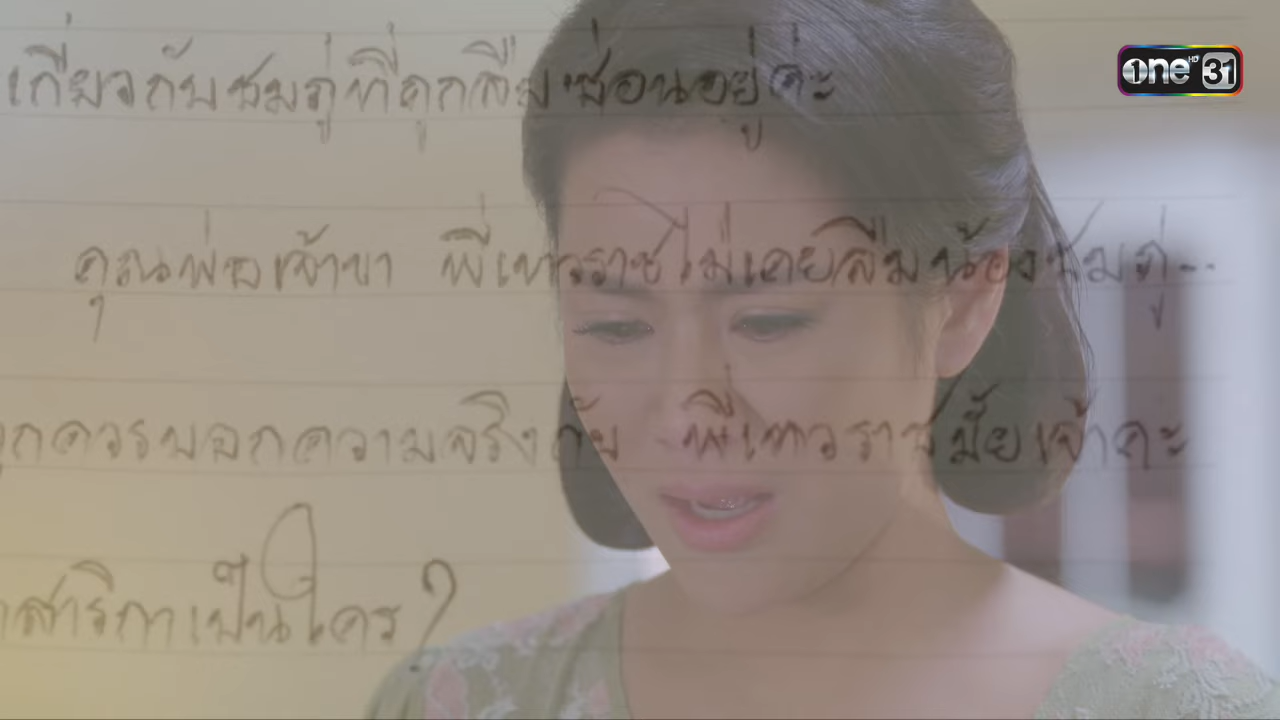 one HD 31
เกี่ยวกับชมภู่ที่ถูกลืมซ่อนอยู่ค่ะ
คุณพ่อเจ้าขา พี่เทวราชไม่เคยลืมน้องชมภู่..
ลูกควรบอกความจริงกับ พี่เทวราชมั้ยเจ้าคะ
สาริกาเป็นใคร?